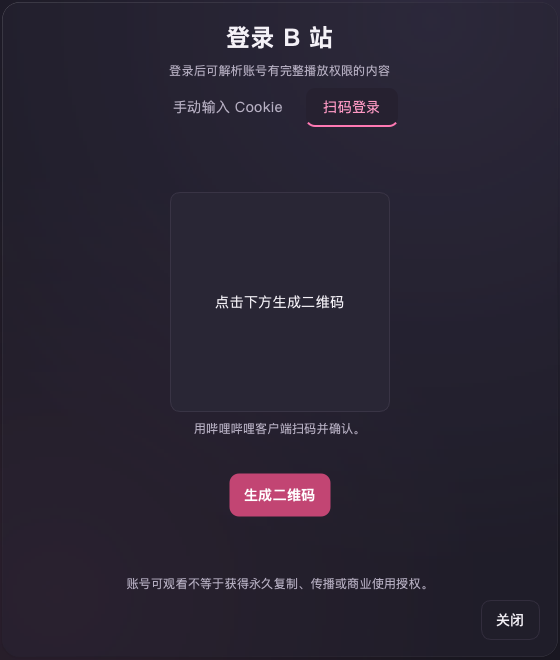 登录 B 站
登录后可解析账号有完整播放权限的内容
手动输入 Cookie
扫码登录
点击下方生成二维码
用哔哩哔哩客户端扫码并确认。
生成二维码
账号可观看不等于获得永久复制、传播或商业使用授权。
关闭